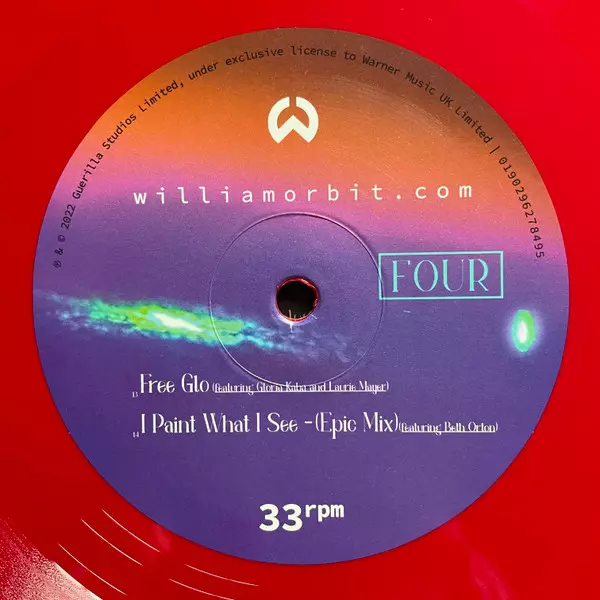 ℗ & © 2022 Guerilla Studios Limited, under exclusive license to Warner Music UK Limited | 0190296278495
williamorbit.com
FOUR
13 Free Glo (featuring Gloria Kaba and Laurie Mayer)
14 I Paint What I See -(Epic Mix)(featuring Beth Orton)
33rpm